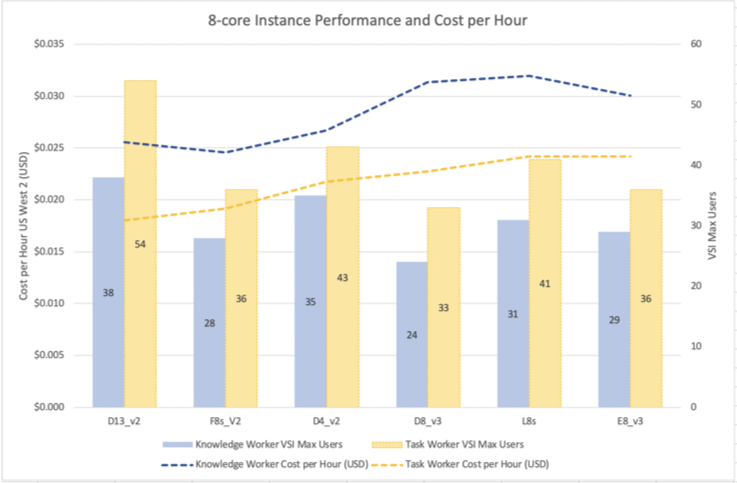 8-core Instance Performance and Cost per Hour
$0.035
$0.030
$0.025
$0.020
$0.015
$0.010
$0.005
$0.000
Cost per Hour US West 2 (USD)
60
50
40
30
20
10
0
VSI Max Users
38
54
28
36
35
43
24
33
31
41
29
36
D13_v2
F8s_V2
D4_v2
D8_v3
L8s
E8_v3
Knowledge Worker VSI Max Users
Task Worker VSI Max Users
Knowledge Worker Cost per Hour (USD)
Task Worker Cost per Hour (USD)